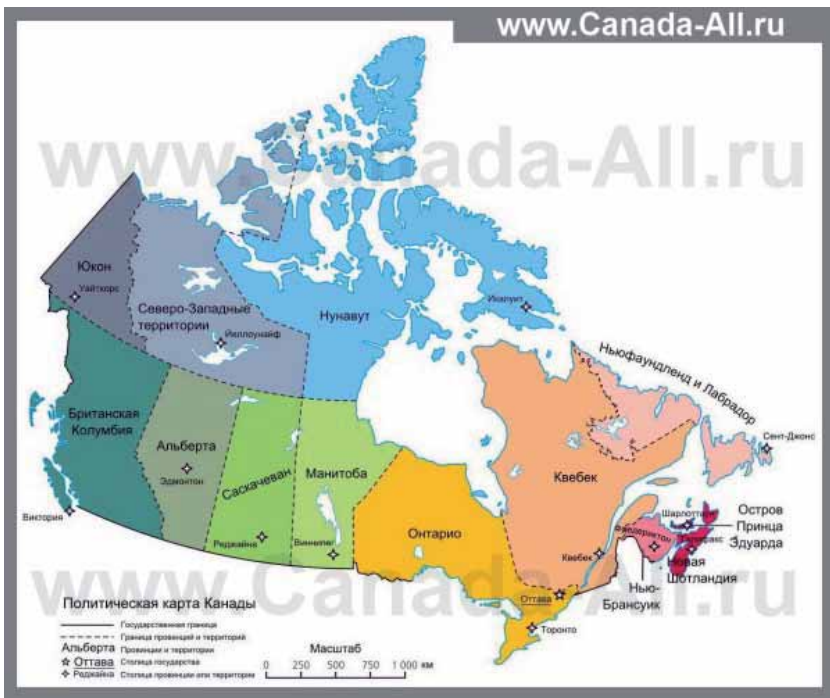 www.Canada-All.ru
www.Canada-All.ru
Юкон
Уайтхорс
Северо-Западные
территории
Йеллоунайф
Нунавут
Икалуит
Ньюфаундленд и Лабрадор
Британская
Колумбия
Альберта
Эдмонтон
Саскачеван
Манитоба
Сент-Джонс
Квебек
Виктория
Реджайна
Виннипег
Онтарио
Квебек
Фредериктон
Остров
Принца
Эдуарда
Новая
Шотландия
Нью-
Брансуик
Оттава
Торонто
www.Canada-All.ru
Политическая карта Канады
Государственная граница
Граница провинций и территорий
Альберта Провинции и территории
Оттава Столица государства
Реджайна Столица провинции или территории
Масштаб
0 250 500 750 1 000 км